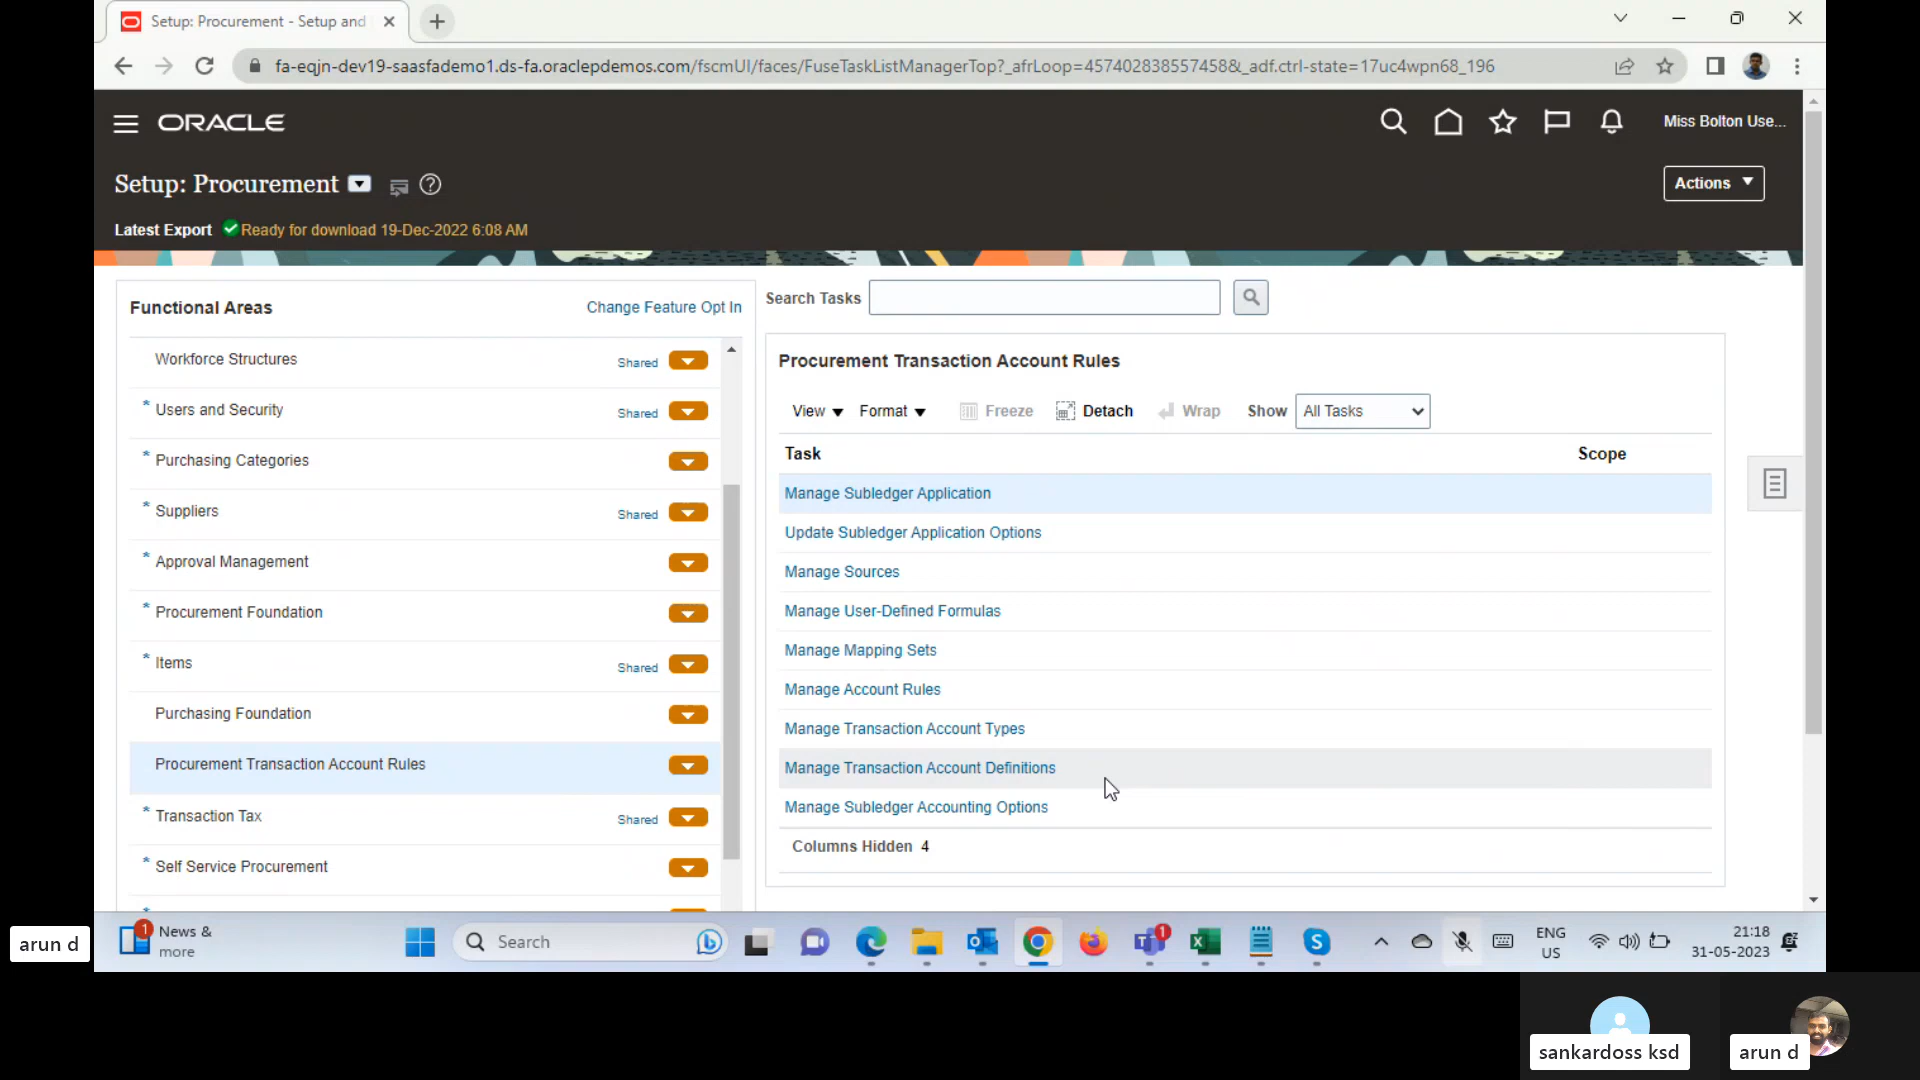 Setup: Procurement - Setup and
fa-eqjn-dev19-saasfademo1.ds-fa.oraclepdemos.com/fscmUI/faces/FuseTaskListManagerTop?_afrLoop=45740283855745​8&_adf.ctrl-state=17uc4wpn68_196
ORACLE
Miss Bolton Use...
Setup: Procurement
Actions
Latest Export Ready for download 19-Dec-2022 6:08 AM
Functional Areas
Change Feature Opt In
Workforce Structures Shared
* Users and Security Shared
* Purchasing Categories
* Suppliers Shared
* Approval Management
* Procurement Foundation
* Items Shared
Purchasing Foundation
Procurement Transaction Account Rules
* Transaction Tax Shared
* Self Service Procurement
Search Tasks
Procurement Transaction Account Rules
View Format Freeze Detach Wrap Show All Tasks
Task Scope
Manage Subledger Application
Update Subledger Application Options
Manage Sources
Manage User-Defined Formulas
Manage Mapping Sets
Manage Account Rules
Manage Transaction Account Types
Manage Transaction Account Definitions
Manage Subledger Accounting Options
Columns Hidden 4
arun d
1
News &
more
Search
1
ENG
US
21:18
31-05-2023
sankardoss ksd
arun d